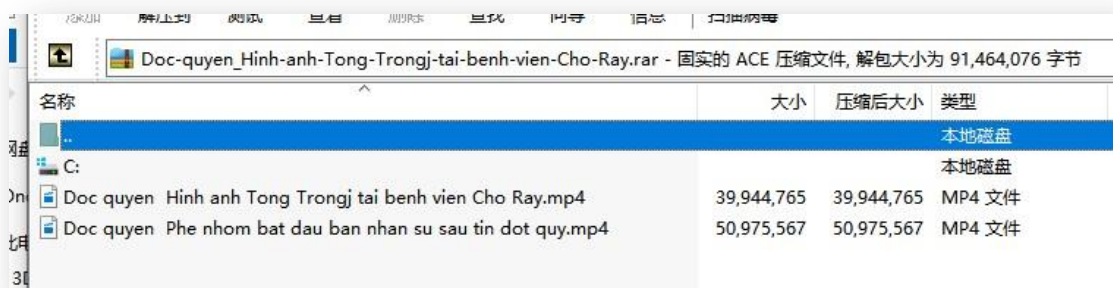 添加 解压到 测试 查看 删除 查找 向导 信息 扫描病毒
Doc-quyen_Hinh-anh-Tong-Trongj-tai-benh-vien-Cho-Ray.rar - 固实的 ACE 压缩文件, 解包大小为 91,464,076 字节
名称 大小 压缩后大小 类型
.. 本地磁盘
C: 本地磁盘
Doc quyen  Hinh anh Tong Trongj tai benh vien Cho Ray.mp4 39,944,765 39,944,765 MP4 文件
Doc quyen  Phe nhom bat dau ban nhan su sau tin dot quy.mp4 50,975,567 50,975,567 MP4 文件
3D